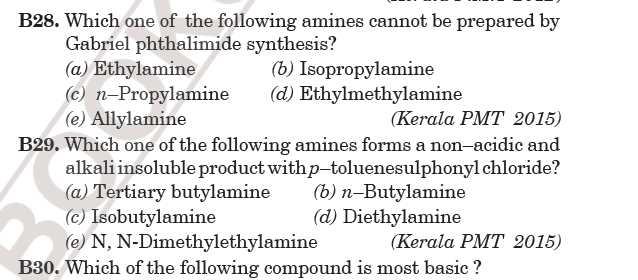 B28. Which one of the following amines cannot be prepared by
Gabriel phthalimide synthesis?
(a) Ethylamine (b) Isopropylamine
(c) n–Propylamine (d) Ethylmethylamine
(e) Allylamine (Kerala PMT 2015)
B29. Which one of the following amines forms a non–acidic and
alkali insoluble product with p–toluenesulphonyl chloride?
(a) Tertiary butylamine (b) n–Butylamine
(c) Isobutylamine (d) Diethylamine
(e) N, N-Dimethylethylamine (Kerala PMT 2015)
B30. Which of the following compound is most basic ?